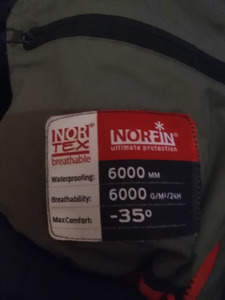 NOR
TEX
breathable
NORFIN®
ultimate protection
Waterproofing: 6000 MM
Breathability: 6000 G/M²/24H
Max Comfort: -35°